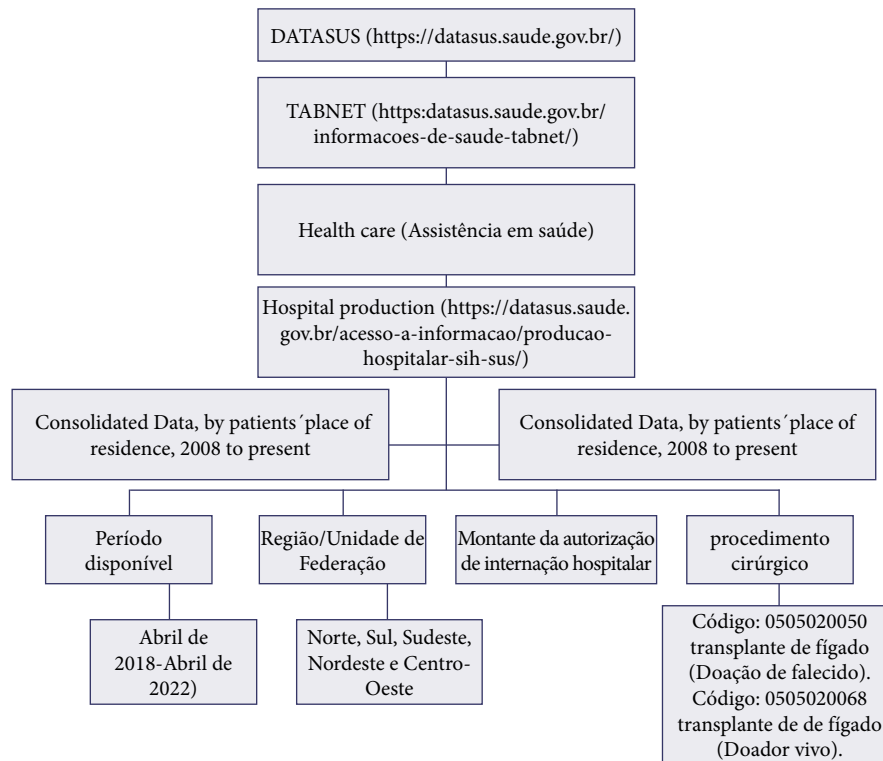 DATASUS (https://datasus.saude.gov.br/)
TABNET (https:datasus.saude.gov.br/
informacoes-de-saude-tabnet/)
Health care (Assistência em saúde)
Hospital production (https://datasus.saude.
gov.br/acesso-a-informacao/producao-
hospitalar-sih-sus/)
Consolidated Data, by patients´place of
residence, 2008 to present
Consolidated Data, by patients´place of
residence, 2008 to present
Período
disponível
Região/Unidade de
Federação
Montante da autorização
de internação hospitalar
procedimento
cirúrgico
Abril de
2018-Abril de
2022)
Norte, Sul, Sudeste,
Nordeste e Centro-
Oeste
Código: 0505020050
transplante de fígado
(Doação de falecido).
Código: 0505020068
transplante de de fígado
(Doador vivo).